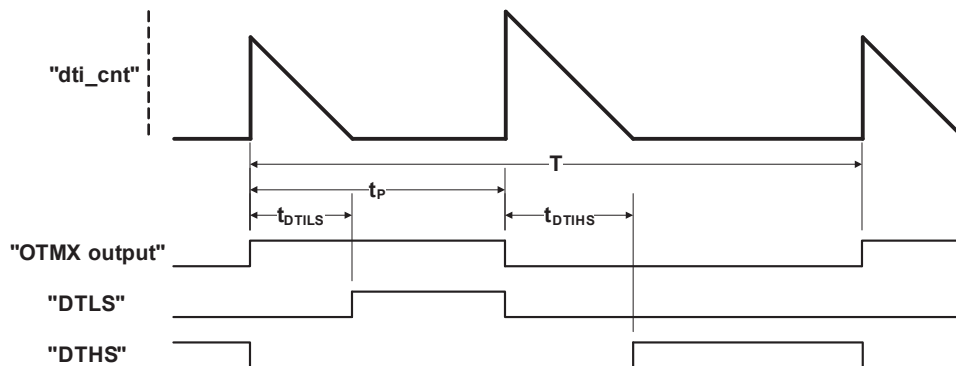 "dti_cnt"
T
tP
tDTILS
tDTIHS
"OTMX output"
"DTLS"
"DTHS"